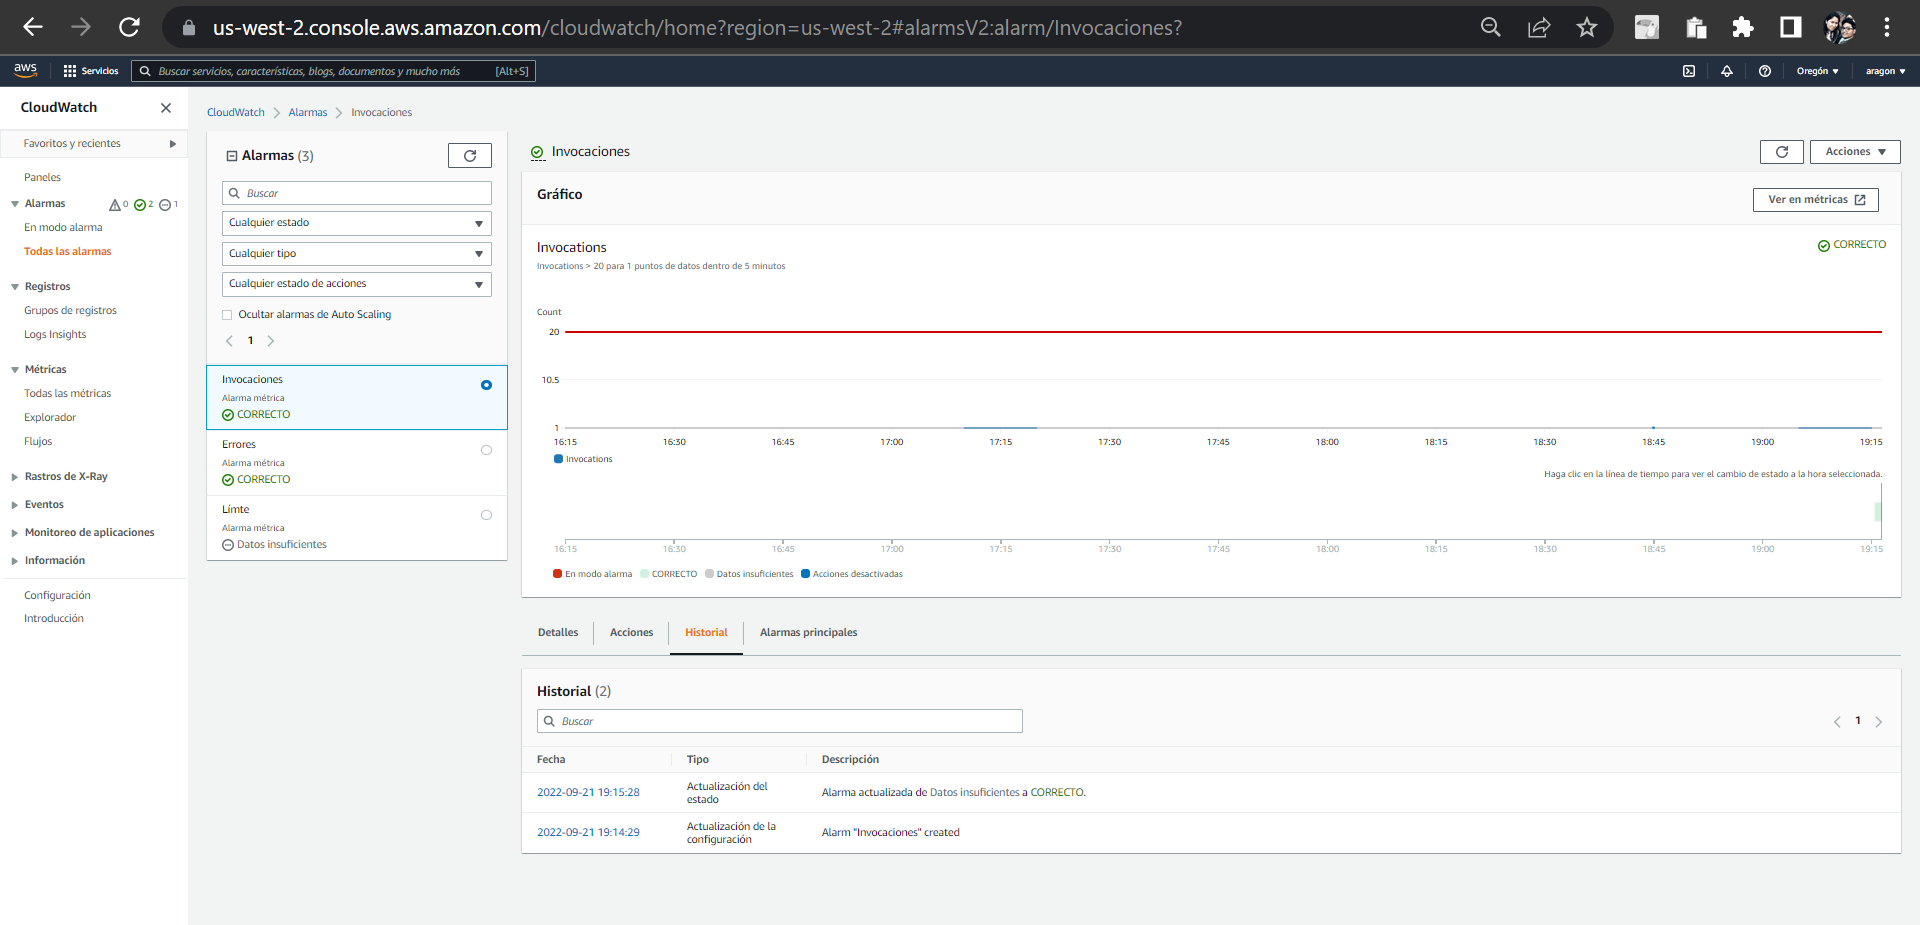 us-west-2.console.aws.amazon.com/cloudwatch/home?region=us-west-2#alarmsV2:alarm/Invocaciones?
aws
Servicios
Buscar servicios, características, blogs, documentos y mucho más [Alt+S]
Oregón
aragon
CloudWatch
Favoritos y recientes
Paneles
Alarmas 0 2 1
En modo alarma
Todas las alarmas
Registros
Grupos de registros
Logs Insights
Métricas
Todas las métricas
Explorador
Flujos
Rastros de X-Ray
Eventos
Monitoreo de aplicaciones
Información
Configuración
Introducción
CloudWatch > Alarmas > Invocaciones
Alarmas (3)
Buscar
Cualquier estado
Cualquier tipo
Cualquier estado de acciones
Ocultar alarmas de Auto Scaling
1
Invocaciones
Alarma métrica
CORRECTO
Errores
Alarma métrica
CORRECTO
Límte
Alarma métrica
Datos insuficientes
Invocaciones
Acciones
Gráfico
Ver en métricas
Invocations
CORRECTO
Invocations > 20 para 1 puntos de datos dentro de 5 minutos
Count
20
10.5
1
16:15 16:30 16:45 17:00 17:15 17:30 17:45 18:00 18:15 18:30 18:45 19:00 19:15
Invocations
Haga clic en la línea de tiempo para ver el cambio de estado a la hora seleccionada.
16:15 16:30 16:45 17:00 17:15 17:30 17:45 18:00 18:15 18:30 18:45 19:00 19:15
En modo alarma CORRECTO Datos insuficientes Acciones desactivadas
Detalles Acciones Historial Alarmas principales
Historial (2)
Buscar
1
Fecha Tipo Descripción
2022-09-21 19:15:28 Actualización del estado Alarma actualizada de Datos insuficientes a CORRECTO.
2022-09-21 19:14:29 Actualización de la configuración Alarm "Invocaciones" created